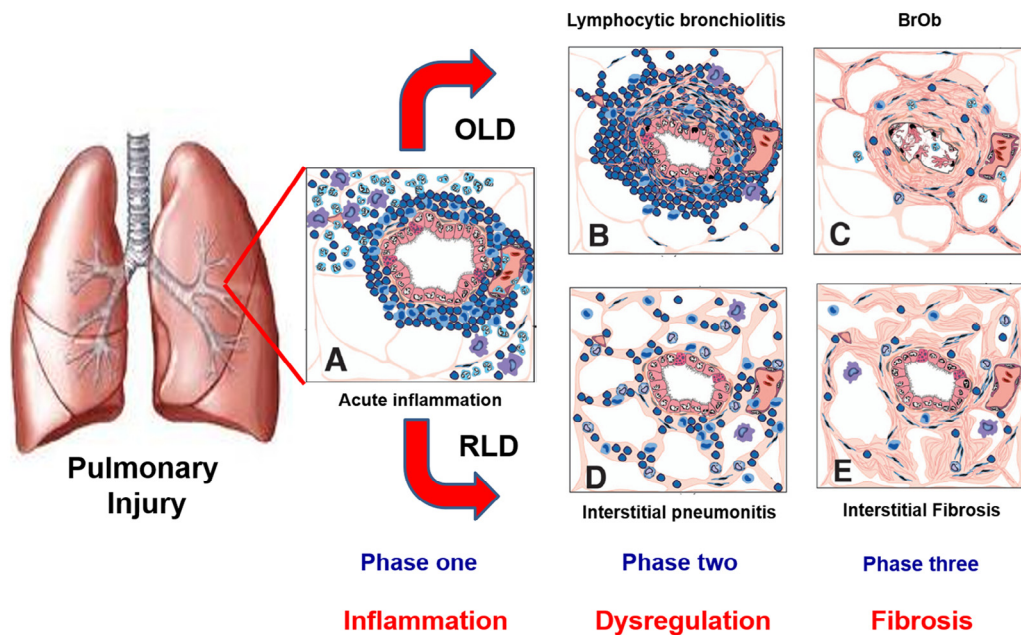 Lymphocytic bronchiolitis
BrOb
OLD
B
C
A
Acute inflammation
RLD
D
E
Pulmonary
Injury
Interstitial pneumonitis
Interstitial Fibrosis
Phase one
Phase two
Phase three
Inflammation
Dysregulation
Fibrosis